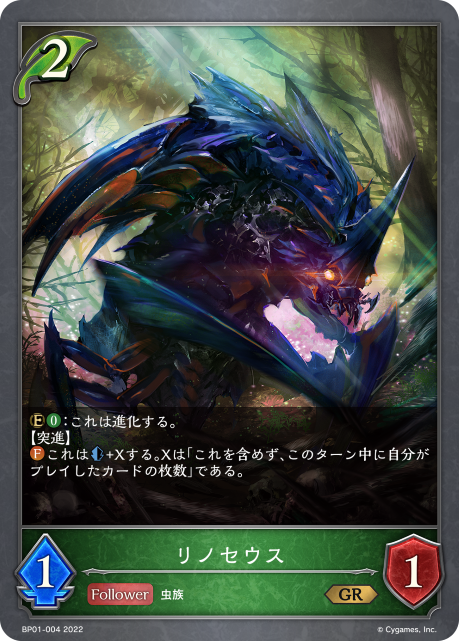 2
E 0:これは進化する。
【突進】
F これは+Xする。Xは「これを含めず、このターン中に自分が
プレイしたカードの枚数」である。
リノセウス
1 Follower 虫族 GR 1
BP01-004 2022 © Cygames, Inc.